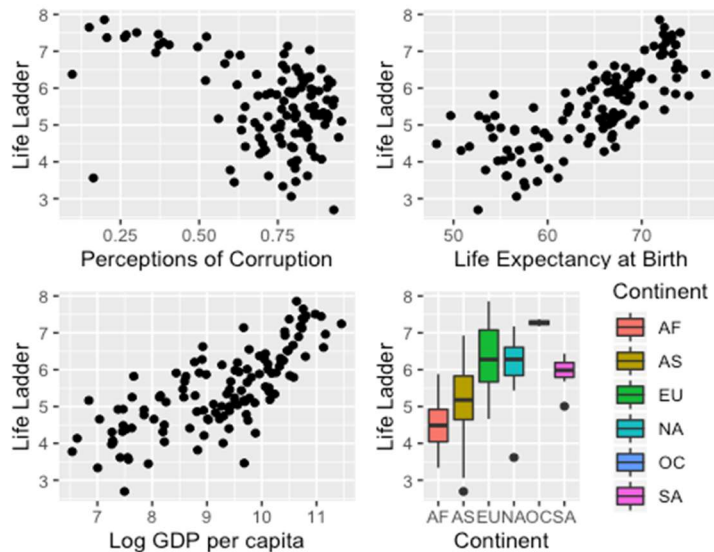 8
7
6
5
4
3
Life Ladder
0.25 0.50 0.75
Perceptions of Corruption
8
7
6
5
4
3
Life Ladder
50 60 70
Life Expectancy at Birth
8
7
6
5
4
3
Life Ladder
7 8 9 10 11
Log GDP per capita
8
7
6
5
4
3
Life Ladder
AF AS EU NA OC SA
Continent
Continent
AF
AS
EU
NA
OC
SA